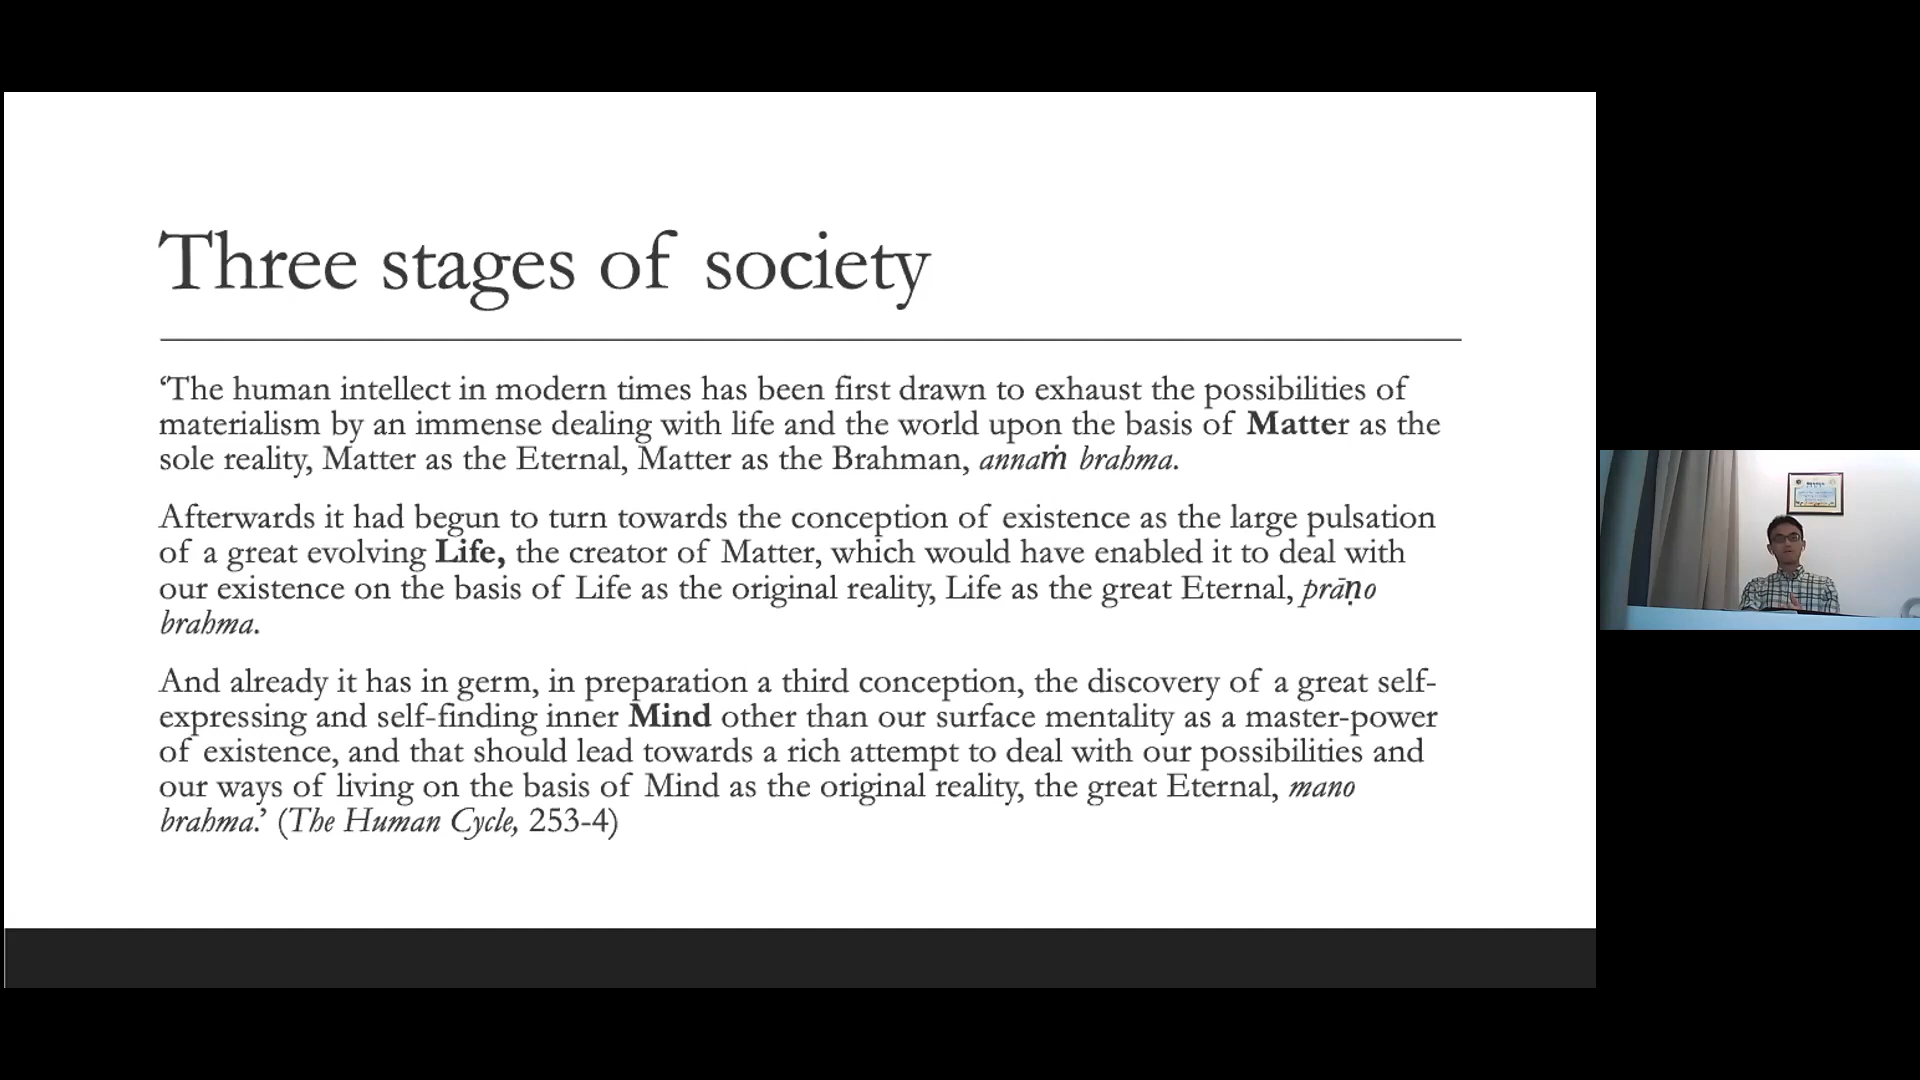 Three stages of society
‘The human intellect in modern times has been first drawn to exhaust the possibilities of
materialism by an immense dealing with life and the world upon the basis of Matter as the
sole reality, Matter as the Eternal, Matter as the Brahman, annaṁ brahma.
Afterwards it had begun to turn towards the conception of existence as the large pulsation
of a great evolving Life, the creator of Matter, which would have enabled it to deal with
our existence on the basis of Life as the original reality, Life as the great Eternal, prāṇo
brahma.
And already it has in germ, in preparation a third conception, the discovery of a great self-
expressing and self-finding inner Mind other than our surface mentality as a master-power
of existence, and that should lead towards a rich attempt to deal with our possibilities and
our ways of living on the basis of Mind as the original reality, the great Eternal, mano
brahma.’ (The Human Cycle, 253-4)